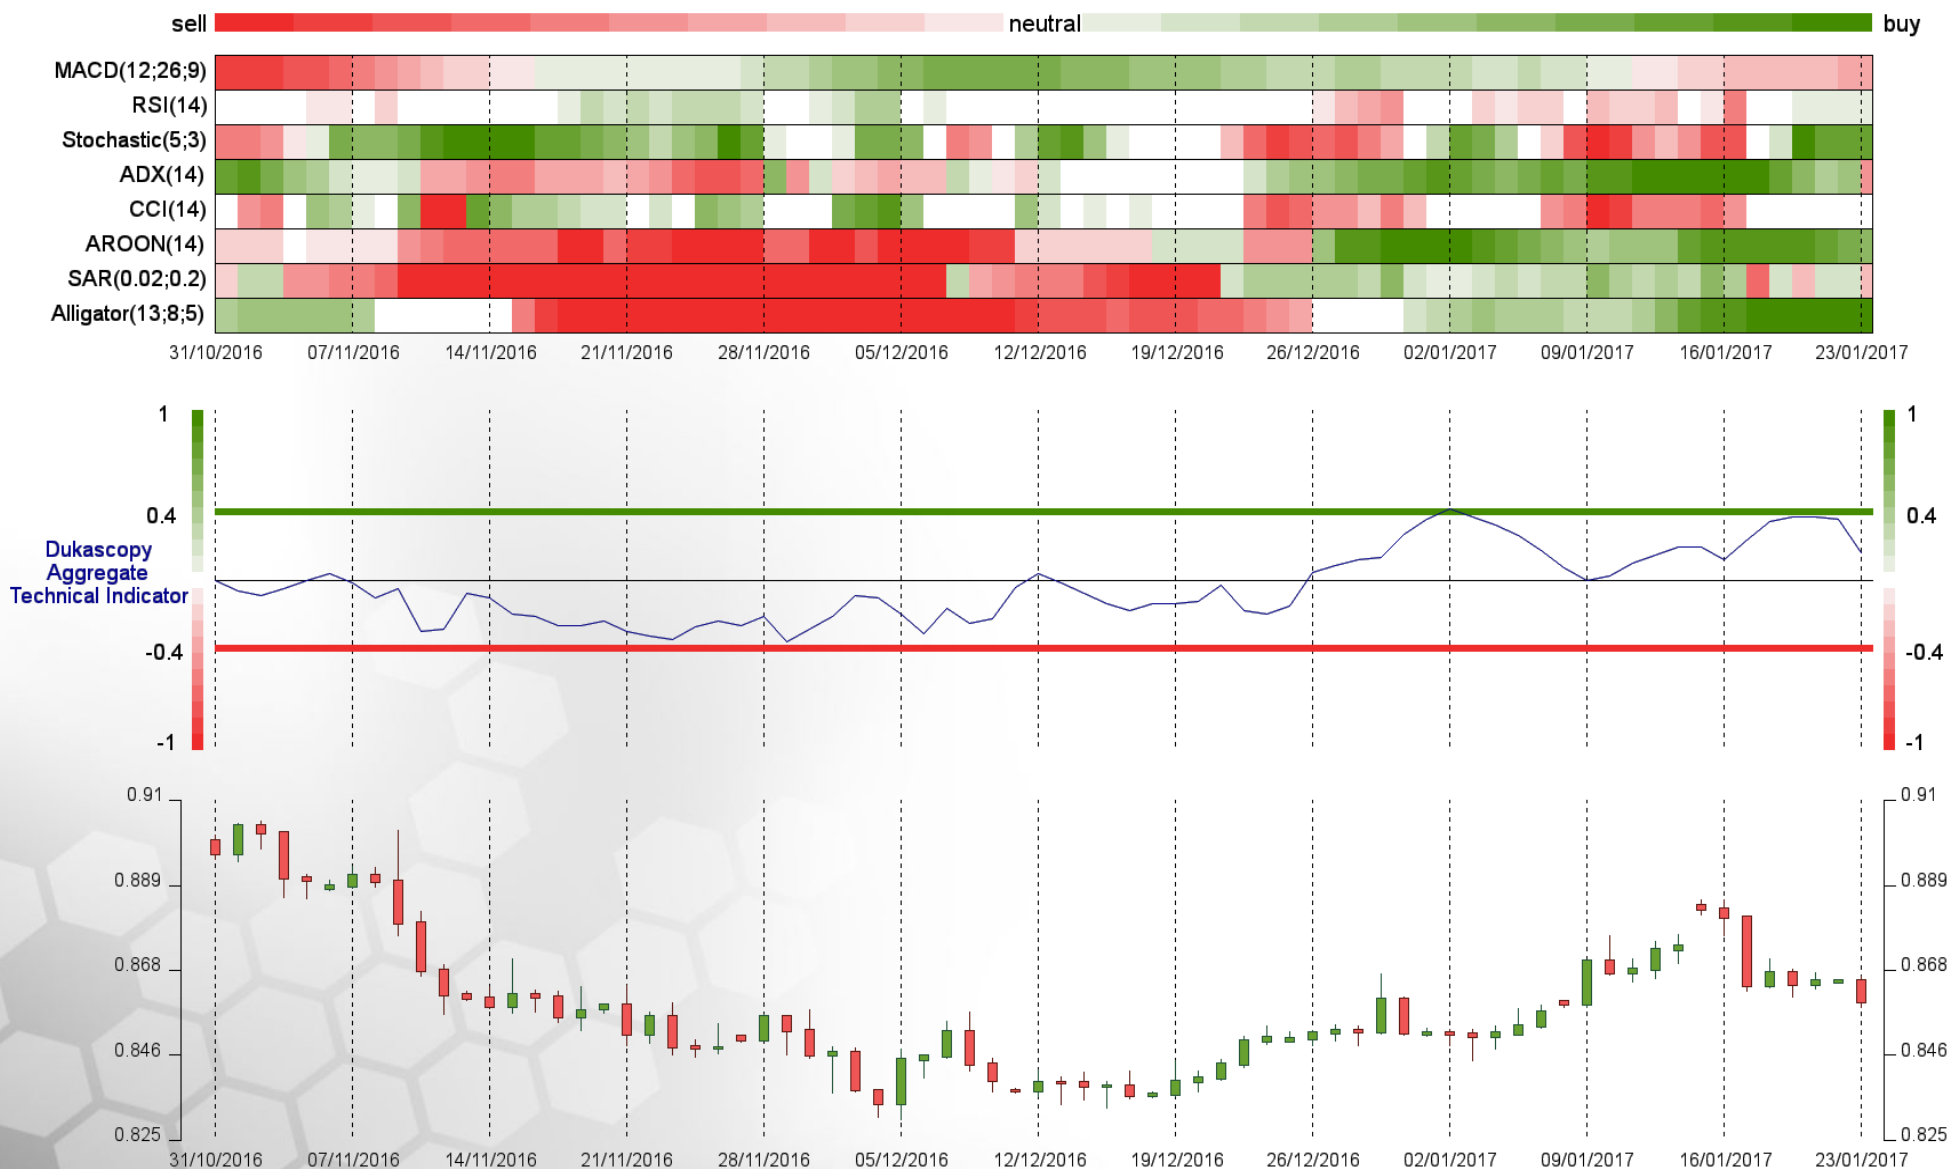 sell neutral buy
MACD(12;26;9)
RSI(14)
Stochastic(5;3)
ADX(14)
CCI(14)
AROON(14)
SAR(0.02;0.2)
Alligator(13;8;5)
31/10/2016 07/11/2016 14/11/2016 21/11/2016 28/11/2016 05/12/2016 12/12/2016 19/12/2016 26/12/2016 02/01/2017 09/01/2017 16/01/2017 23/01/2017
1 1
0.4 0.4
Dukascopy
Aggregate
Technical Indicator
-0.4 -0.4
-1 -1
0.91 0.91
0.889 0.889
0.868 0.868
0.846 0.846
0.825 0.825
31/10/2016 07/11/2016 14/11/2016 21/11/2016 28/11/2016 05/12/2016 12/12/2016 19/12/2016 26/12/2016 02/01/2017 09/01/2017 16/01/2017 23/01/2017